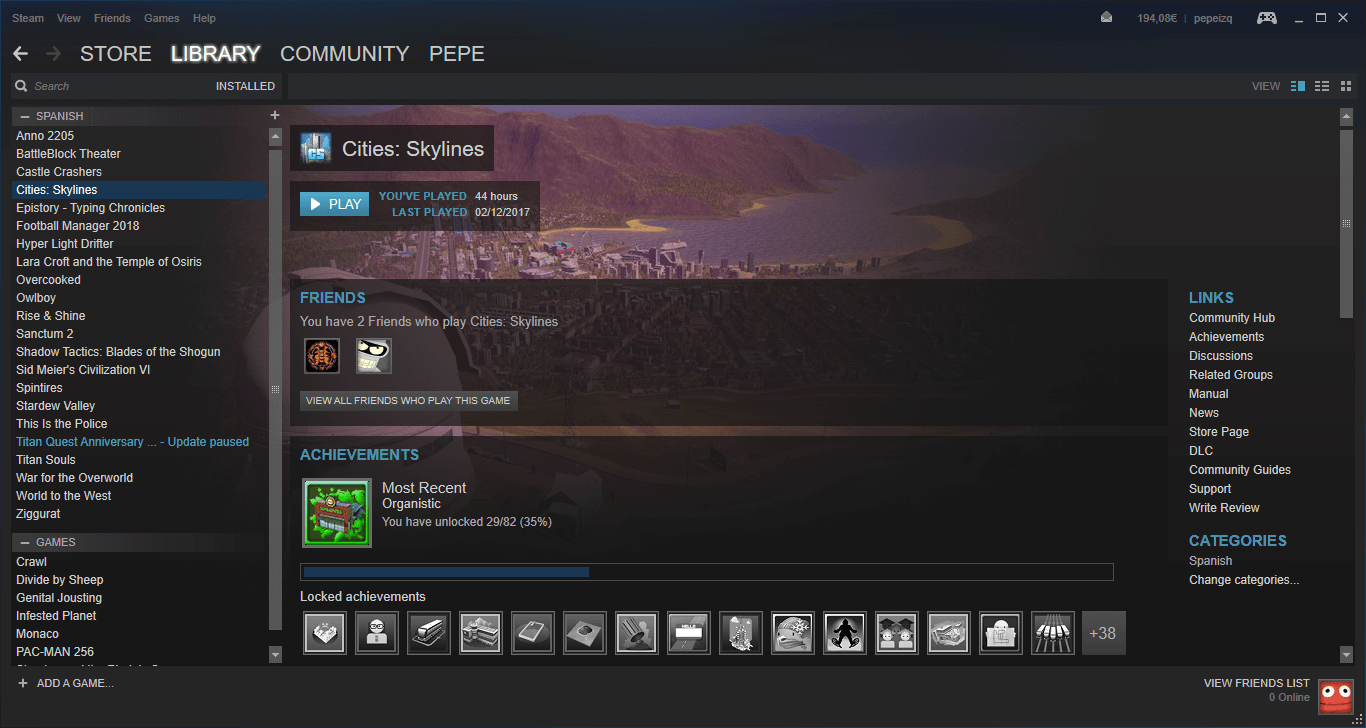 Steam View Friends Games Help
194,08€ | pepeizq
STORE LIBRARY COMMUNITY PEPE
Search INSTALLED
VIEW
— SPANISH +
Anno 2205
BattleBlock Theater
Castle Crashers
Cities: Skylines
Epistory - Typing Chronicles
Football Manager 2018
Hyper Light Drifter
Lara Croft and the Temple of Osiris
Overcooked
Owlboy
Rise & Shine
Sanctum 2
Shadow Tactics: Blades of the Shogun
Sid Meier's Civilization VI
Spintires
Stardew Valley
This Is the Police
Titan Quest Anniversary ... - Update paused
Titan Souls
War for the Overworld
World to the West
Ziggurat
— GAMES
Crawl
Divide by Sheep
Genital Jousting
Infested Planet
Monaco
PAC-MAN 256
+ ADD A GAME...
CS
Cities: Skylines
PLAY
YOU'VE PLAYED 44 hours
LAST PLAYED 02/12/2017
FRIENDS
You have 2 Friends who play Cities: Skylines
VIEW ALL FRIENDS WHO PLAY THIS GAME
ACHIEVEMENTS
Most Recent
Organistic
You have unlocked 29/82 (35%)
Locked achievements
HELLO
+38
LINKS
Community Hub
Achievements
Discussions
Related Groups
Manual
News
Store Page
DLC
Community Guides
Support
Write Review
CATEGORIES
Spanish
Change categories...
VIEW FRIENDS LIST
0 Online